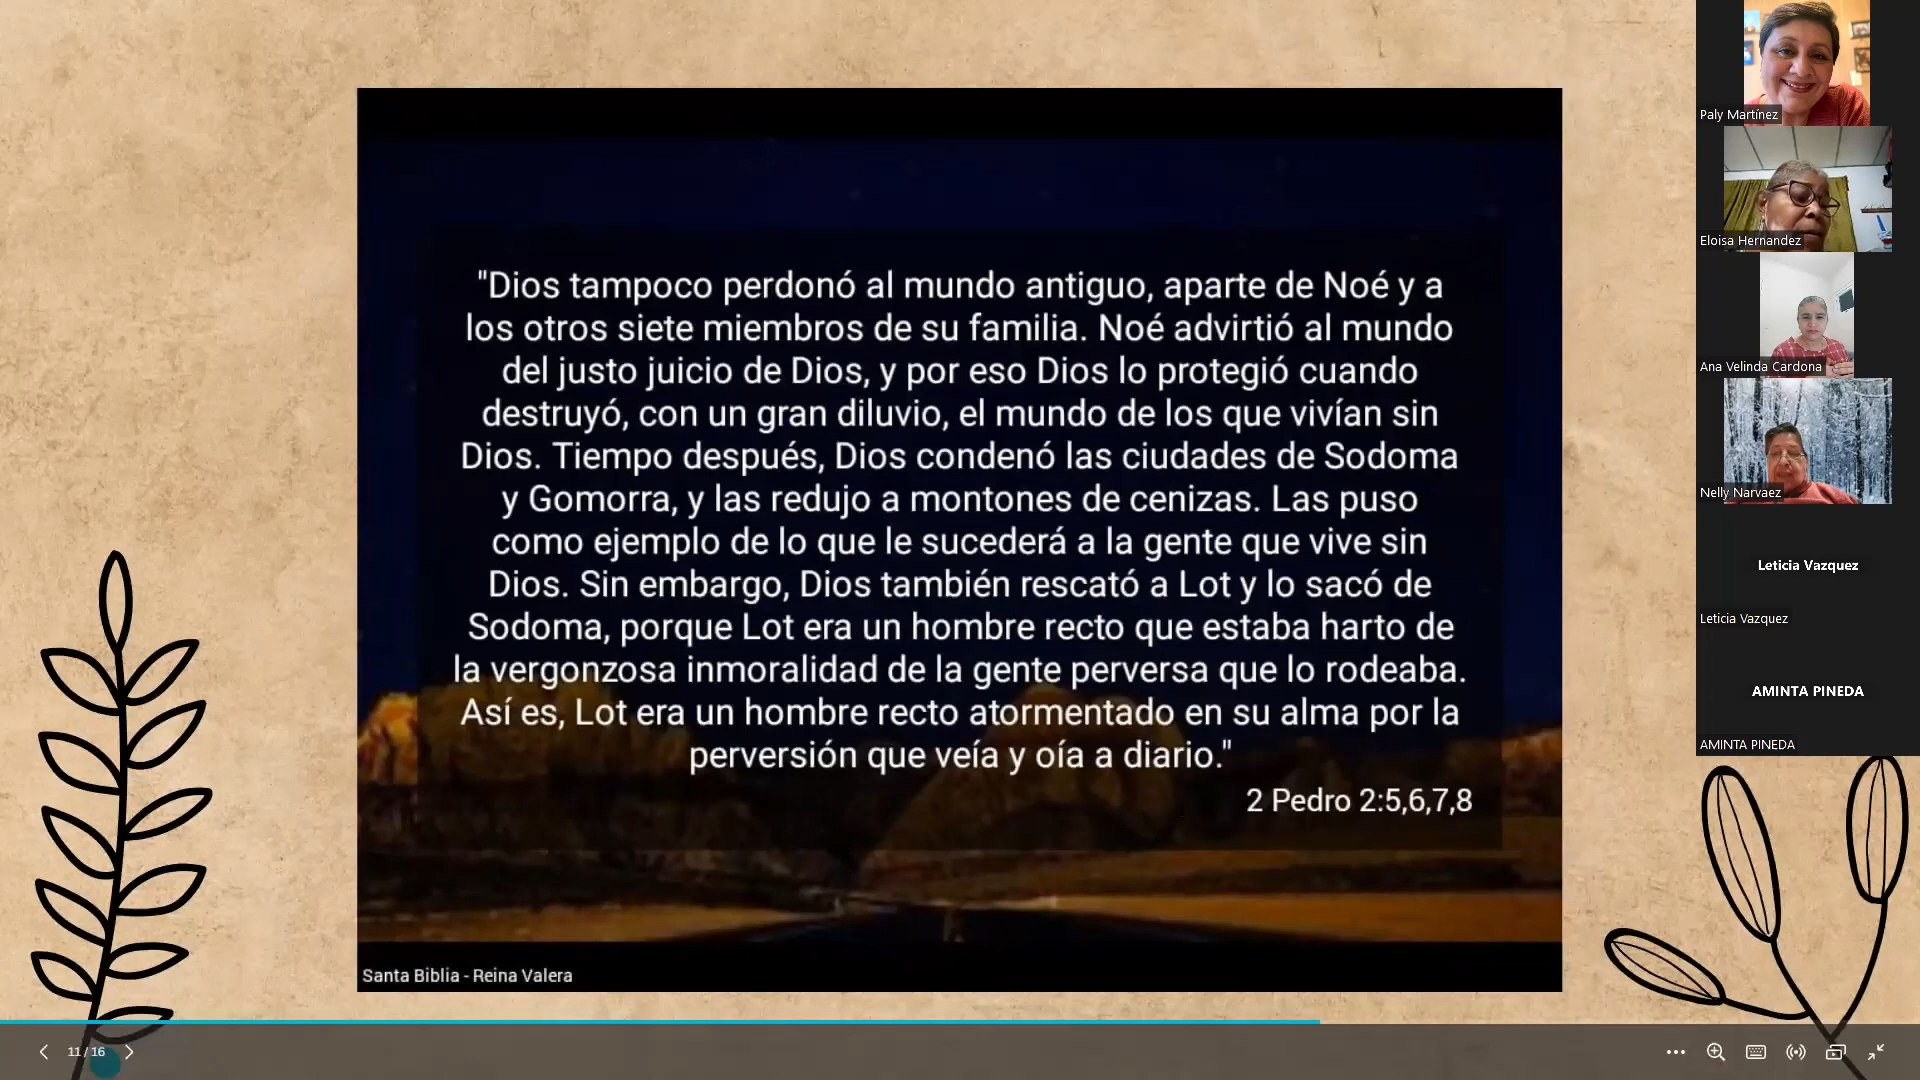 "Dios tampoco perdonó al mundo antiguo, aparte de Noé y a
los otros siete miembros de su familia. Noé advirtió al mundo
del justo juicio de Dios, y por eso Dios lo protegió cuando
destruyó, con un gran diluvio, el mundo de los que vivían sin
Dios. Tiempo después, Dios condenó las ciudades de Sodoma
y Gomorra, y las redujo a montones de cenizas. Las puso
como ejemplo de lo que le sucederá a la gente que vive sin
Dios. Sin embargo, Dios también rescató a Lot y lo sacó de
Sodoma, porque Lot era un hombre recto que estaba harto de
la vergonzosa inmoralidad de la gente perversa que lo rodeaba.
Así es, Lot era un hombre recto atormentado en su alma por la
perversión que veía y oía a diario."
2 Pedro 2:5,6,7,8
Santa Biblia - Reina Valera
11 / 16
Paly Martínez
Eloisa Hernandez
Ana Velinda Cardona
Nelly Narvaez
Leticia Vazquez
Leticia Vazquez
AMINTA PINEDA
AMINTA PINEDA